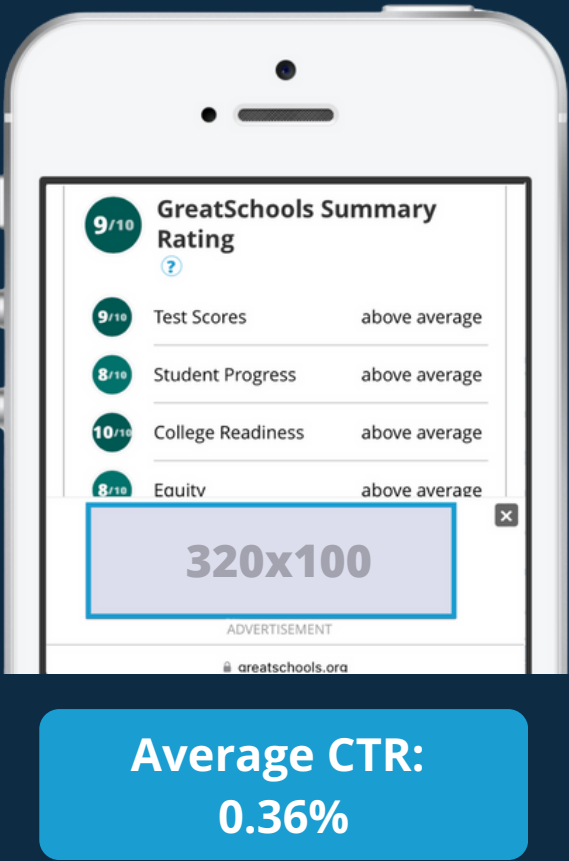 9/10 GreatSchools Summary
Rating
?
9/10 Test Scores above average
8/10 Student Progress above average
10/10 College Readiness above average
8/10 Equity above average
320x100
ADVERTISEMENT
greatschools.org
Average CTR:
0.36%